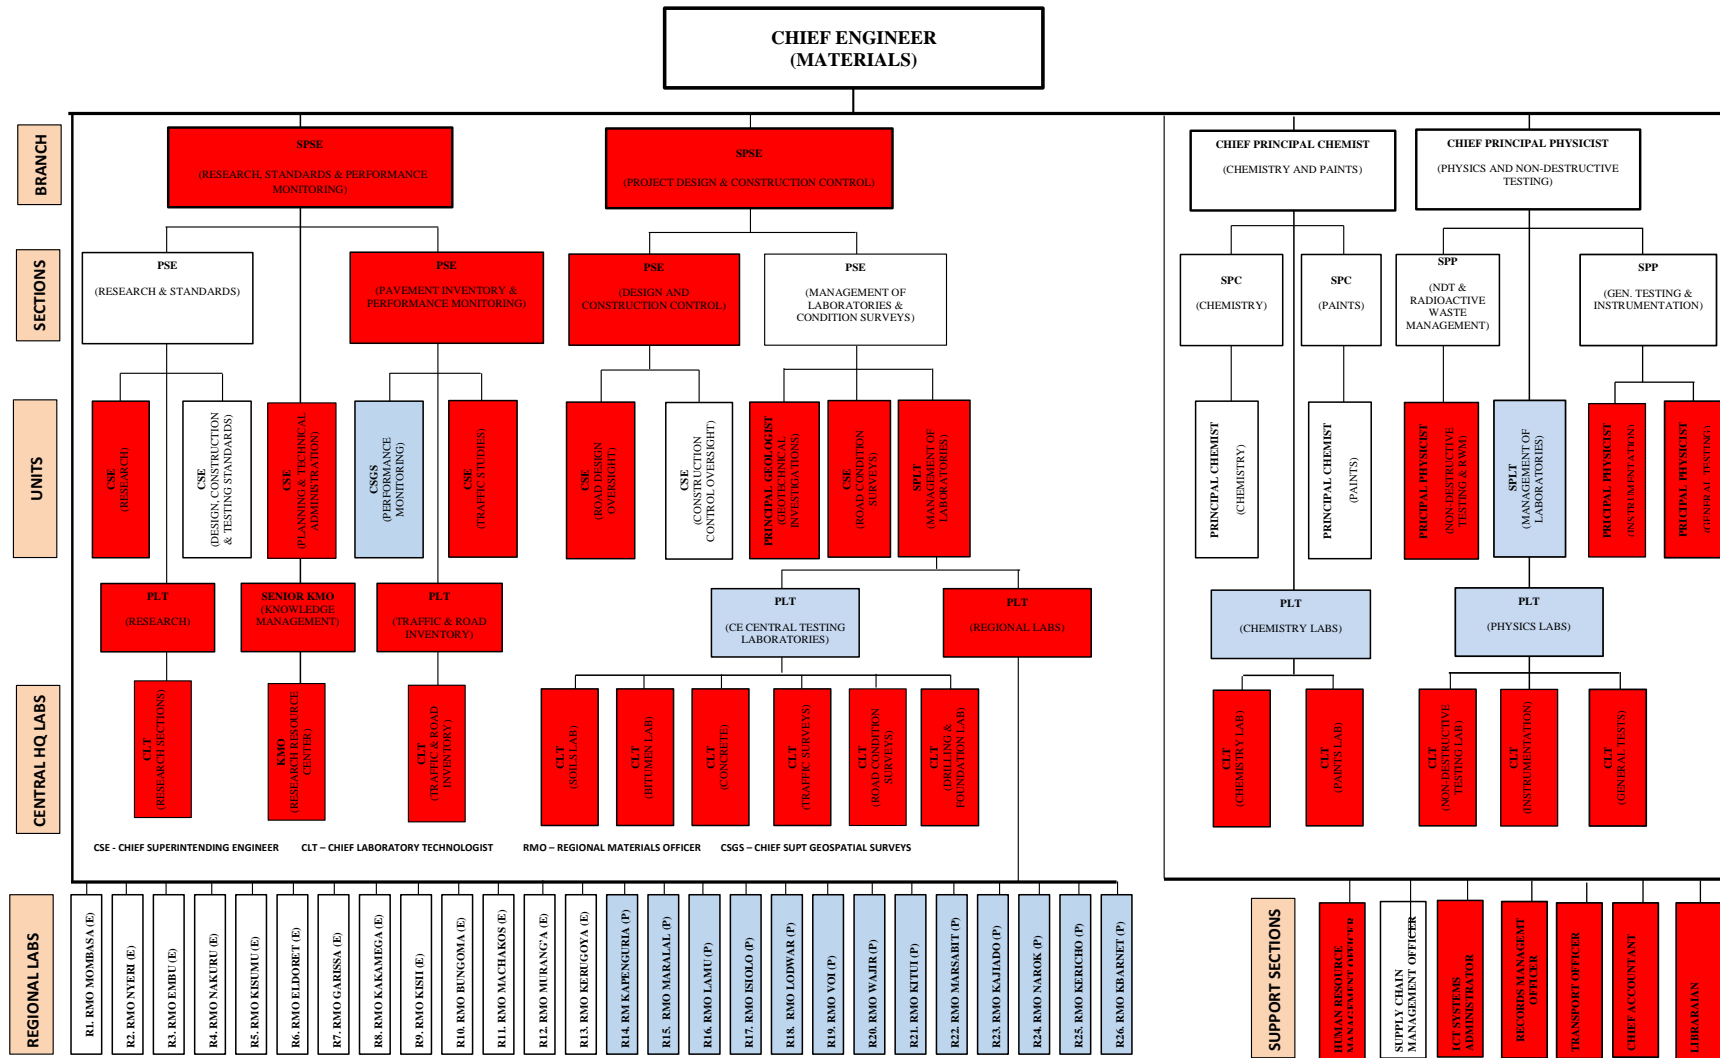 CHIEF ENGINEER
(MATERIALS)
BRANCH
SPSE
(RESEARCH, STANDARDS & PERFORMANCE
MONITORING)
SPSE
(PROJECT DESIGN & CONSTRUCTION CONTROL)
CHIEF PRINCIPAL CHEMIST
(CHEMISTRY AND PAINTS)
CHIEF PRINCIPAL PHYSICIST
(PHYSICS AND NON-DESTRUCTIVE
TESTING)
SECTIONS
PSE
(RESEARCH & STANDARDS)
PSE
(PAVEMENT INVENTORY &
PERFORMANCE MONITORING)
PSE
(DESIGN AND
CONSTRUCTION CONTROL)
PSE
(MANAGEMENT OF
LABORATORIES &
CONDITION SURVEYS)
SPC
(CHEMISTRY)
SPC
(PAINTS)
SPP
(NDT &
RADIOACTIVE
WASTE
MANAGEMENT)
SPP
(GEN. TESTING &
INSTRUMENTATION)
UNITS
CSE
(RESEARCH)
CSE
(DESIGN, CONSTRUCTION
& TESTING STANDARDS)
CSE
(PLANNING & TECHNICAL
ADMINISTRATION)
CSGS
(PERFORMANCE
MONITORING)
CSE
(TRAFFIC STUDIES)
CSE
(ROAD DESIGN
OVERSIGHT)
CSE
(CONSTRUCTION
CONTROL OVERSIGHT)
PRINCIPAL GEOLOGIST
(GEOTECHNICAL
INVESTIGATIONS)
CSE
(ROAD CONDITION
SURVEYS)
SPLT
(MANAGEMENT OF
LABORATORIES)
PRINCIPAL CHEMIST
(CHEMISTRY)
PRINCIPAL CHEMIST
(PAINTS)
PRICIPAL PHYSICIST
(NON-DESTRUCTIVE
TESTING & RWM)
SPLT
(MANAGEMENT OF
LABORATORIES)
PRICIPAL PHYSICIST
(INSTRUMENTATION)
PRICIPAL PHYSICIST
(GENERAL TESTING)
PLT
(RESEARCH)
SENIOR KMO
(KNOWLEDGE
MANAGEMENT)
PLT
(TRAFFIC & ROAD
INVENTORY)
PLT
(CE CENTRAL TESTING
LABORATORIES)
PLT
(REGIONAL LABS)
PLT
(CHEMISTRY LABS)
PLT
(PHYSICS LABS)
CENTRAL HQ LABS
CLT
(RESEARCH SECTIONS)
KMO
(RESEARCH RESOURCE
CENTER)
CLT
(TRAFFIC & ROAD
INVENTORY)
CLT
(SOILS LAB)
CLT
(BITUMEN LAB)
CLT
(CONCRETE)
CLT
(TRAFFIC SURVEYS)
CLT
(ROAD CONDITION
SURVEYS)
CLT
(DRILLING &
FOUNDATION LAB)
CLT
(CHEMISTRY LAB)
CLT
(PAINTS LAB)
CLT
(NON-DESTRUCTIVE
TESTING LAB)
CLT
(INSTRUMENTATION)
CLT
(GENERAL TESTS)
CSE - CHIEF SUPERINTENDING ENGINEER
CLT – CHIEF LABORATORY TECHNOLOGIST
RMO – REGIONAL MATERIALS OFFICER
CSGS – CHIEF SUPT GEOSPATIAL SURVEYS
REGIONAL LABS
R1. RMO MOMBASA (E)
R2. RMO NYERI (E)
R3. RMO EMBU (E)
R4. RMO NAKURU (E)
R5. RMO KISUMU (E)
R6. RMO ELDORET (E)
R7. RMO GARISSA (E)
R8. RMO KAKAMEGA (E)
R9. RMO KISII (E)
R10. RMO BUNGOMA (E)
R11. RMO MACHAKOS (E)
R12. RMO MURANG'A (E)
R13. RMO KERUGOYA (E)
R14. RM KAPENGURIA (P)
R15. RMO MARALAL (P)
R16. RMO LAMU (P)
R17. RMO ISIOLO (P)
R18. RMO LODWAR (P)
R19. RMO VOI (P)
R20. RMO WAJIR (P)
R21. RMO KITUI (P)
R22. RMO MARSABIT (P)
R23. RMO KAJIADO (P)
R24. RMO NAROK (P)
R25. RMO KERICHO (P)
R26. RMO KBARNET (P)
SUPPORT SECTIONS
HUMAN RESOURCE
MANAGEMENT OFFICER
SUPPLY CHAIN
MANAGEMENT OFFICER
ICT SYSTEMS
ADMINISTRATOR
RECORDS MANAGEMT
OFFICER
TRANSPORT OFFICER
CHIEF ACCOUNTANT
LIBRARIAN